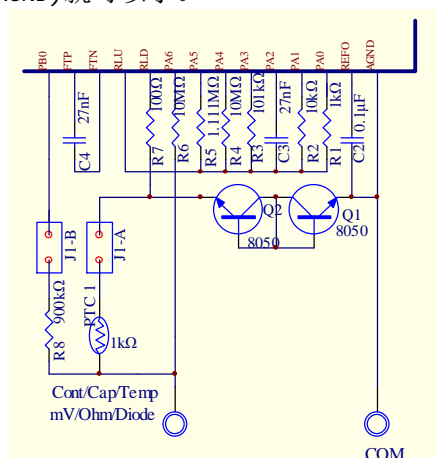 PB0
FTP
FTN
RLU
RLD
PA6
PA5
PA4
PA3
PA2
PA1
PA0
REFO
AGND
27nF
C4
100Ω
R7
10MΩ
R6
1.111MΩ
R5
10MΩ
R4
101kΩ
R3
27nF
C3
10kΩ
R2
1kΩ
R1
0.1μF
C2
Q2
8050
Q1
8050
J1-B
J1-A
900kΩ
R8
PTC 1
1kΩ
Cont/Cap/Temp
mV/Ohm/Diode
COM